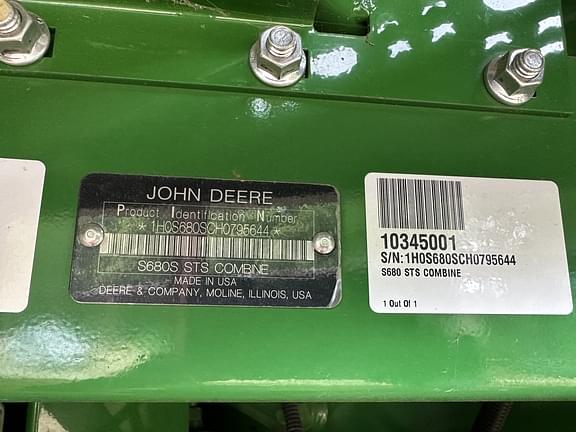 JOHN DEERE
Product Identification Number
* 1H0S680SCH0795644 *
S680S STS COMBINE
MADE IN USA
DEERE & COMPANY, MOLINE, ILLINOIS, USA
10345001
S/N:1H0S680SCH0795644
S680 STS COMBINE
1 Out Of 1